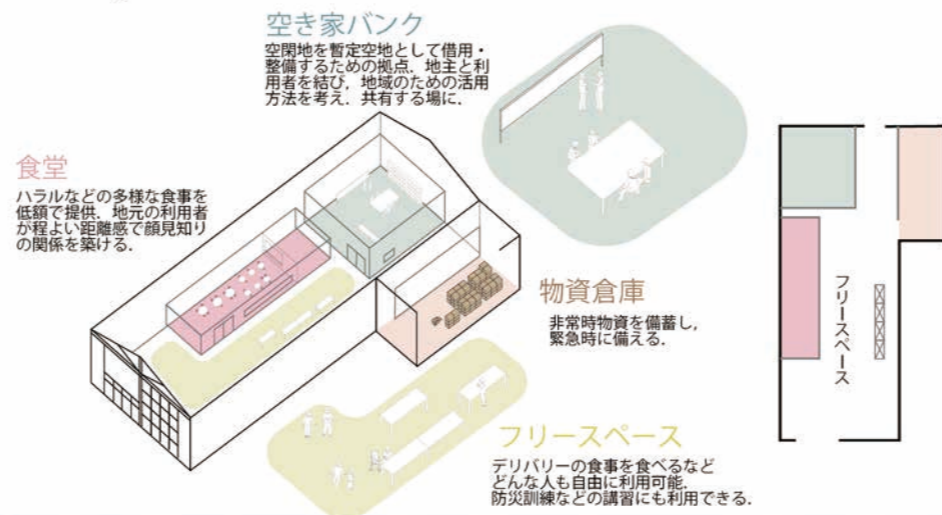 空き家バンク
空閑地を暫定空地として借用・
整備するための拠点．地主と利
用者を結び，地域のための活用
方法を考え．共有する場に．
食堂
ハラルなどの多様な食事を
低額で提供．地元の利用者
が程よい距離感で顔見知り
の関係を築ける．
物資倉庫
非常時物資を備蓄し，
緊急時に備える．
フリースペース
デリバリーの食事を食べるなど
どんな人も自由に利用可能．
防災訓練などの講習にも利用できる．
フリースペース